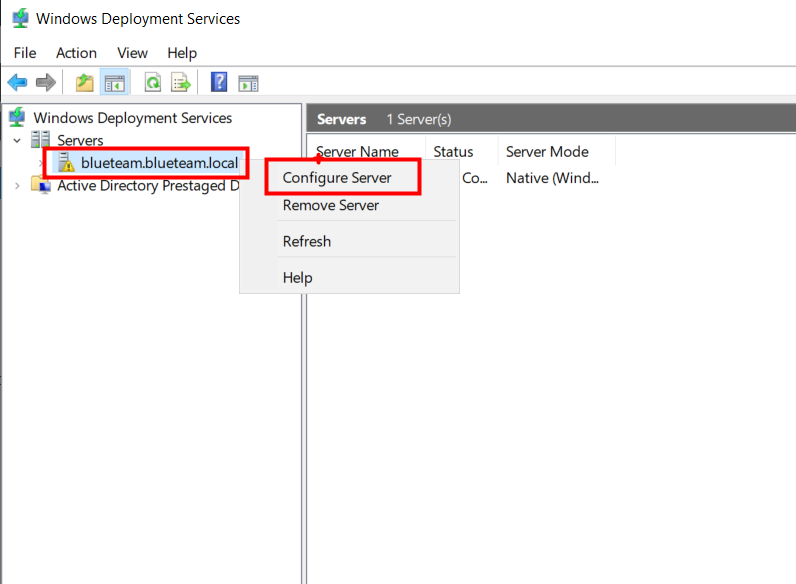 Windows Deployment Services
File Action View Help
Windows Deployment Services
Servers
blueteam.blueteam.local
Active Directory Prestaged D
Servers 1 Server(s)
Server Name Status Server Mode
Co... Native (Wind...
Configure Server
Remove Server
Refresh
Help